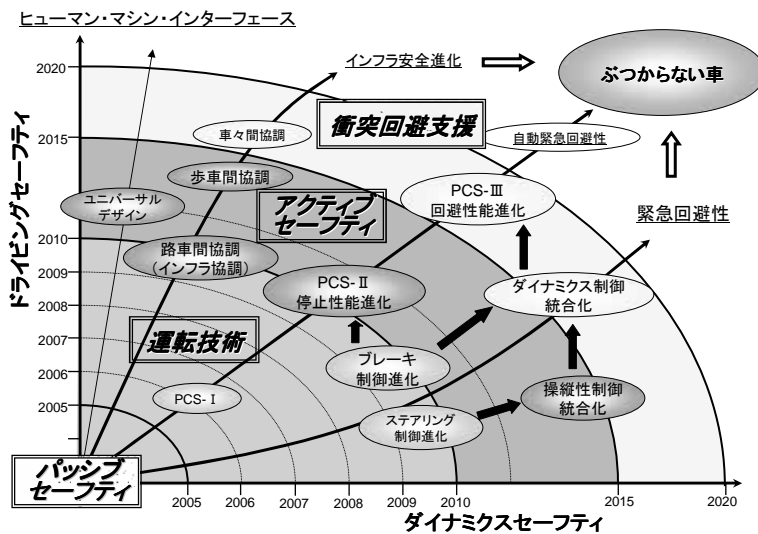 ヒューマン・マシン・インターフェース
インフラ安全進化
ぶつからない車
2020
衝突回避支援
車々間協調
自動緊急回避性
2015
歩車間協調
PCS-Ⅲ
回避性能進化
ユニバーサル
デザイン
アクティブ
セーフティ
緊急回避性
ドライビングセーフティ
2010
路車間協調
(インフラ協調)
PCS-Ⅱ
停止性能進化
ダイナミクス制御
統合化
2009
2008
運転技術
2007
ブレーキ
制御進化
2006
PCS-Ⅰ
操縦性制御
統合化
2005
ステアリング
制御進化
パッシブ
セーフティ
2005
2006
2007
2008
2009
2010
2015
2020
ダイナミクスセーフティ